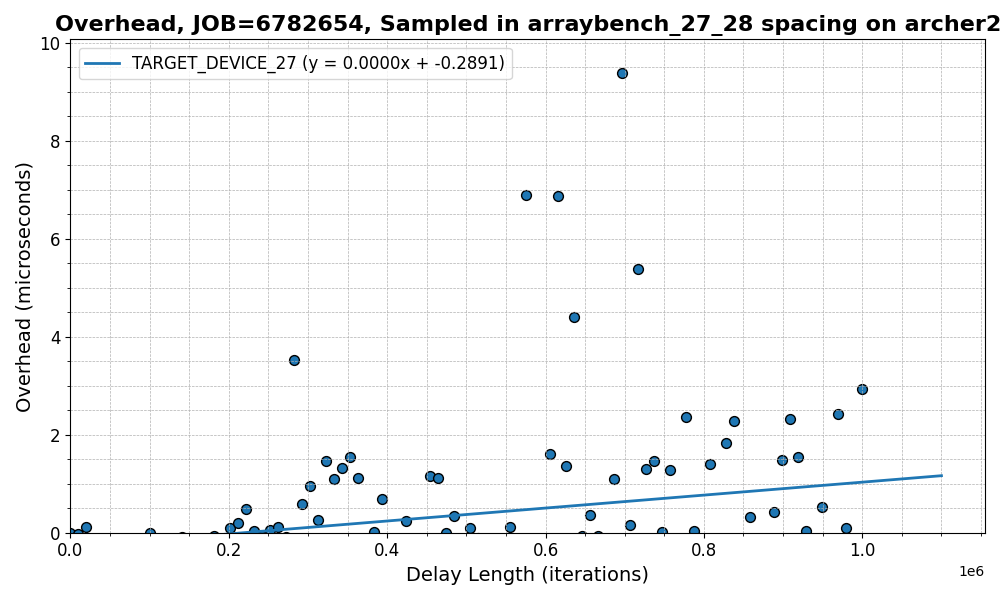 Overhead, JOB=6782654, Sampled in arraybench_27_28 spacing on archer2
TARGET_DEVICE_27 (y = 0.0000x + -0.2891)
Overhead (microseconds)
10
8
6
4
2
0
0.0 0.2 0.4 0.6 0.8 1.0
1e6
Delay Length (iterations)